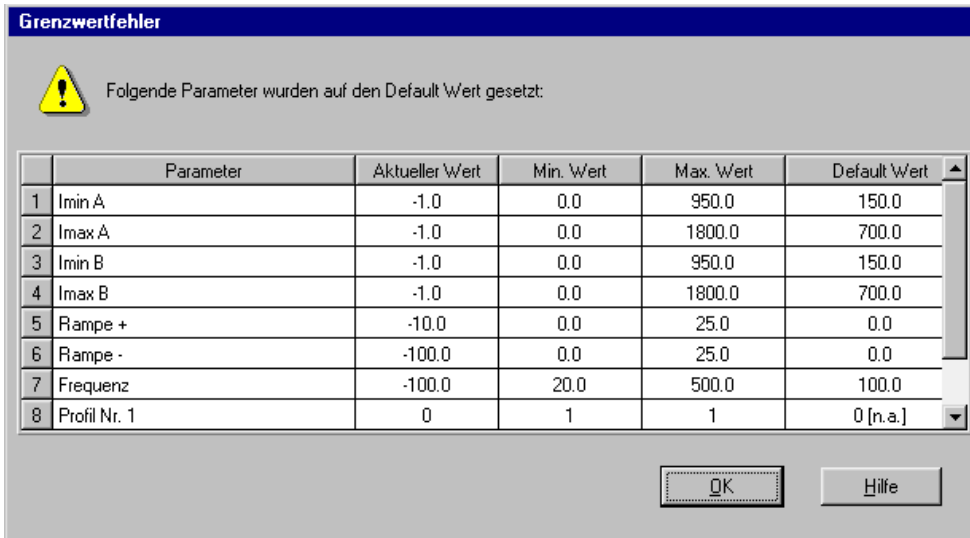 Grenzwertfehler
Folgende Parameter wurden auf den Default Wert gesetzt:
Parameter Aktueller Wert Min. Wert Max. Wert Default Wert
1 Imin A -1.0 0.0 950.0 150.0
2 Imax A -1.0 0.0 1800.0 700.0
3 Imin B -1.0 0.0 950.0 150.0
4 Imax B -1.0 0.0 1800.0 700.0
5 Rampe + -10.0 0.0 25.0 0.0
6 Rampe - -100.0 0.0 25.0 0.0
7 Frequenz -100.0 20.0 500.0 100.0
8 Profil Nr. 1 0 1 1 0 [n.a.]
OK Hilfe